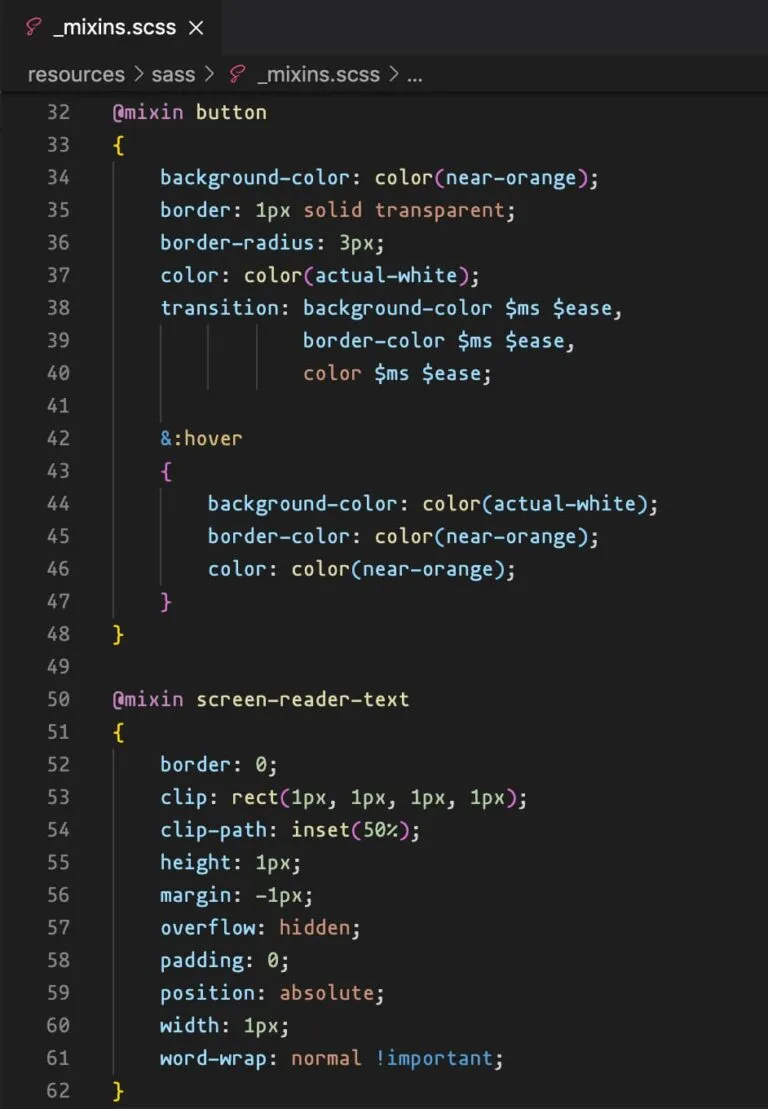 _mixins.scss ×
resources > sass > _mixins.scss > ...
32 @mixin button
33 {
34     background-color: color(near-orange);
35     border: 1px solid transparent;
36     border-radius: 3px;
37     color: color(actual-white);
38     transition: background-color $ms $ease,
39                 border-color $ms $ease,
40                 color $ms $ease;
41
42     &:hover
43     {
44         background-color: color(actual-white);
45         border-color: color(near-orange);
46         color: color(near-orange);
47     }
48 }
49
50 @mixin screen-reader-text
51 {
52     border: 0;
53     clip: rect(1px, 1px, 1px, 1px);
54     clip-path: inset(50%);
55     height: 1px;
56     margin: -1px;
57     overflow: hidden;
58     padding: 0;
59     position: absolute;
60     width: 1px;
61     word-wrap: normal !important;
62 }